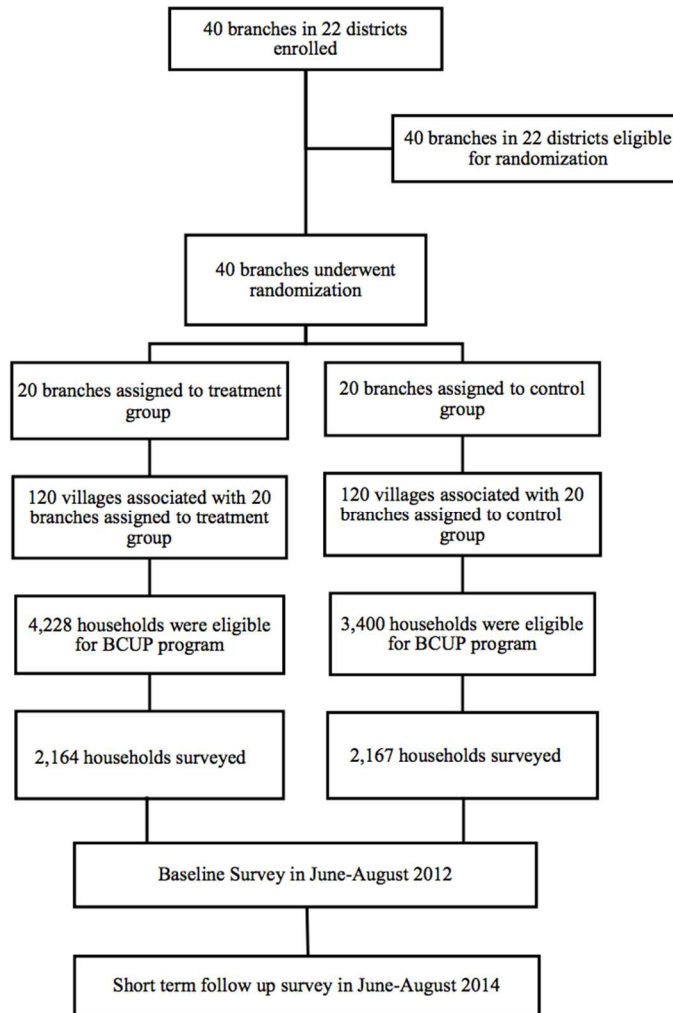 40 branches in 22 districts
enrolled
40 branches in 22 districts eligible
for randomization
40 branches underwent
randomization
20 branches assigned to treatment
group
20 branches assigned to control
group
120 villages associated with 20
branches assigned to treatment
group
120 villages associated with 20
branches assigned to control
group
4,228 households were eligible
for BCUP program
3,400 households were eligible
for BCUP program
2,164 households surveyed
2,167 households surveyed
Baseline Survey in June-August 2012
Short term follow up survey in June-August 2014